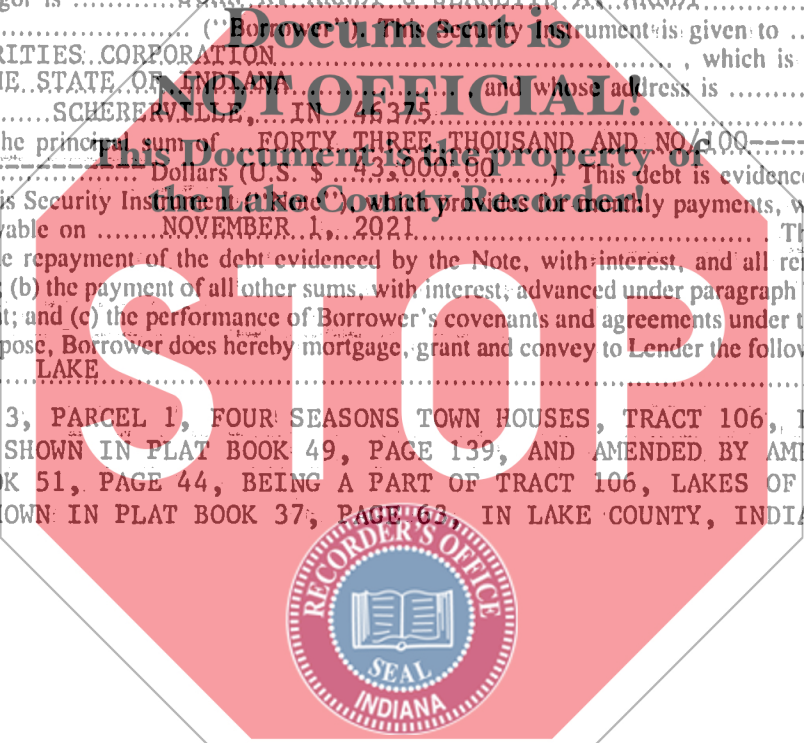 gor is
("Borrower"). This Security Instrument is given to
RITIES CORPORATION , which is
E STATE OF INDIANA , and whose address is
SCHERERVILLE, IN 46375
he principal sum of FORTY THREE THOUSAND AND NO/100----
Dollars (U.S. $ 43,000.00 ). This debt is evidenc
is Security Instrument ("Note"), which provides for monthly payments, w
able on NOVEMBER 1, 2021 . Th
e repayment of the debt evidenced by the Note, with interest, and all re
; (b) the payment of all other sums, with interest, advanced under paragraph
t; and (c) the performance of Borrower's covenants and agreements under t
pose, Borrower does hereby mortgage, grant and convey to Lender the follow
LAKE
3, PARCEL 1, FOUR SEASONS TOWN HOUSES, TRACT 106,
SHOWN IN PLAT BOOK 49, PAGE 139, AND AMENDED BY AME
OK 51, PAGE 44, BEING A PART OF TRACT 106, LAKES OF
OWN IN PLAT BOOK 37, PAGE 63, IN LAKE COUNTY, INDIA
Document is
NOT OFFICIAL!
This Document is the property of
the Lake County Recorder!
STOP
RECORDER'S OFFICE
SEAL
INDIANA